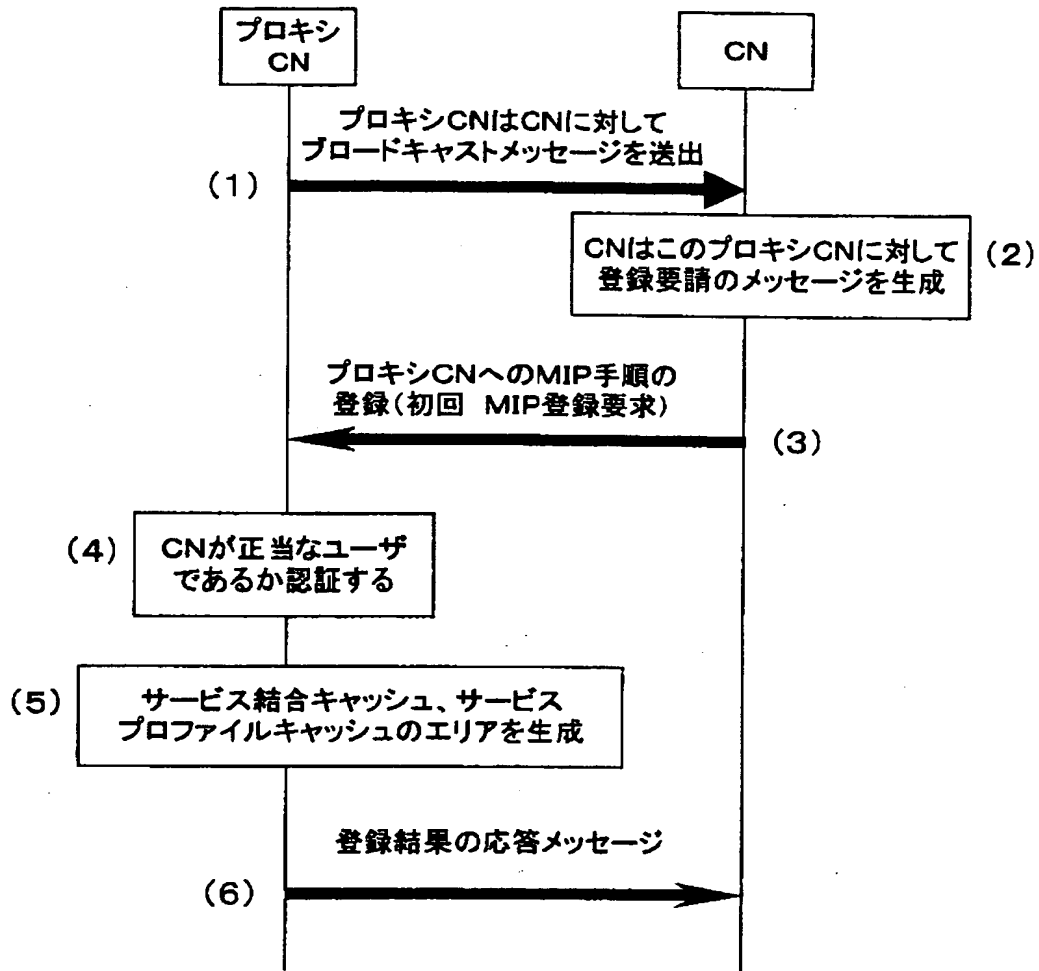 プロキシ
CN
CN
プロキシCNはCNに対して
ブロードキャストメッセージを送出
(1)
CNはこのプロキシCNに対して
登録要請のメッセージを生成
(2)
プロキシCNへのMIP手順の
登録(初回 MIP登録要求)
(3)
(4)
CNが正当なユーザ
であるか認証する
(5)
サービス結合キャッシュ、サービス
プロファイルキャッシュのエリアを生成
登録結果の応答メッセージ
(6)